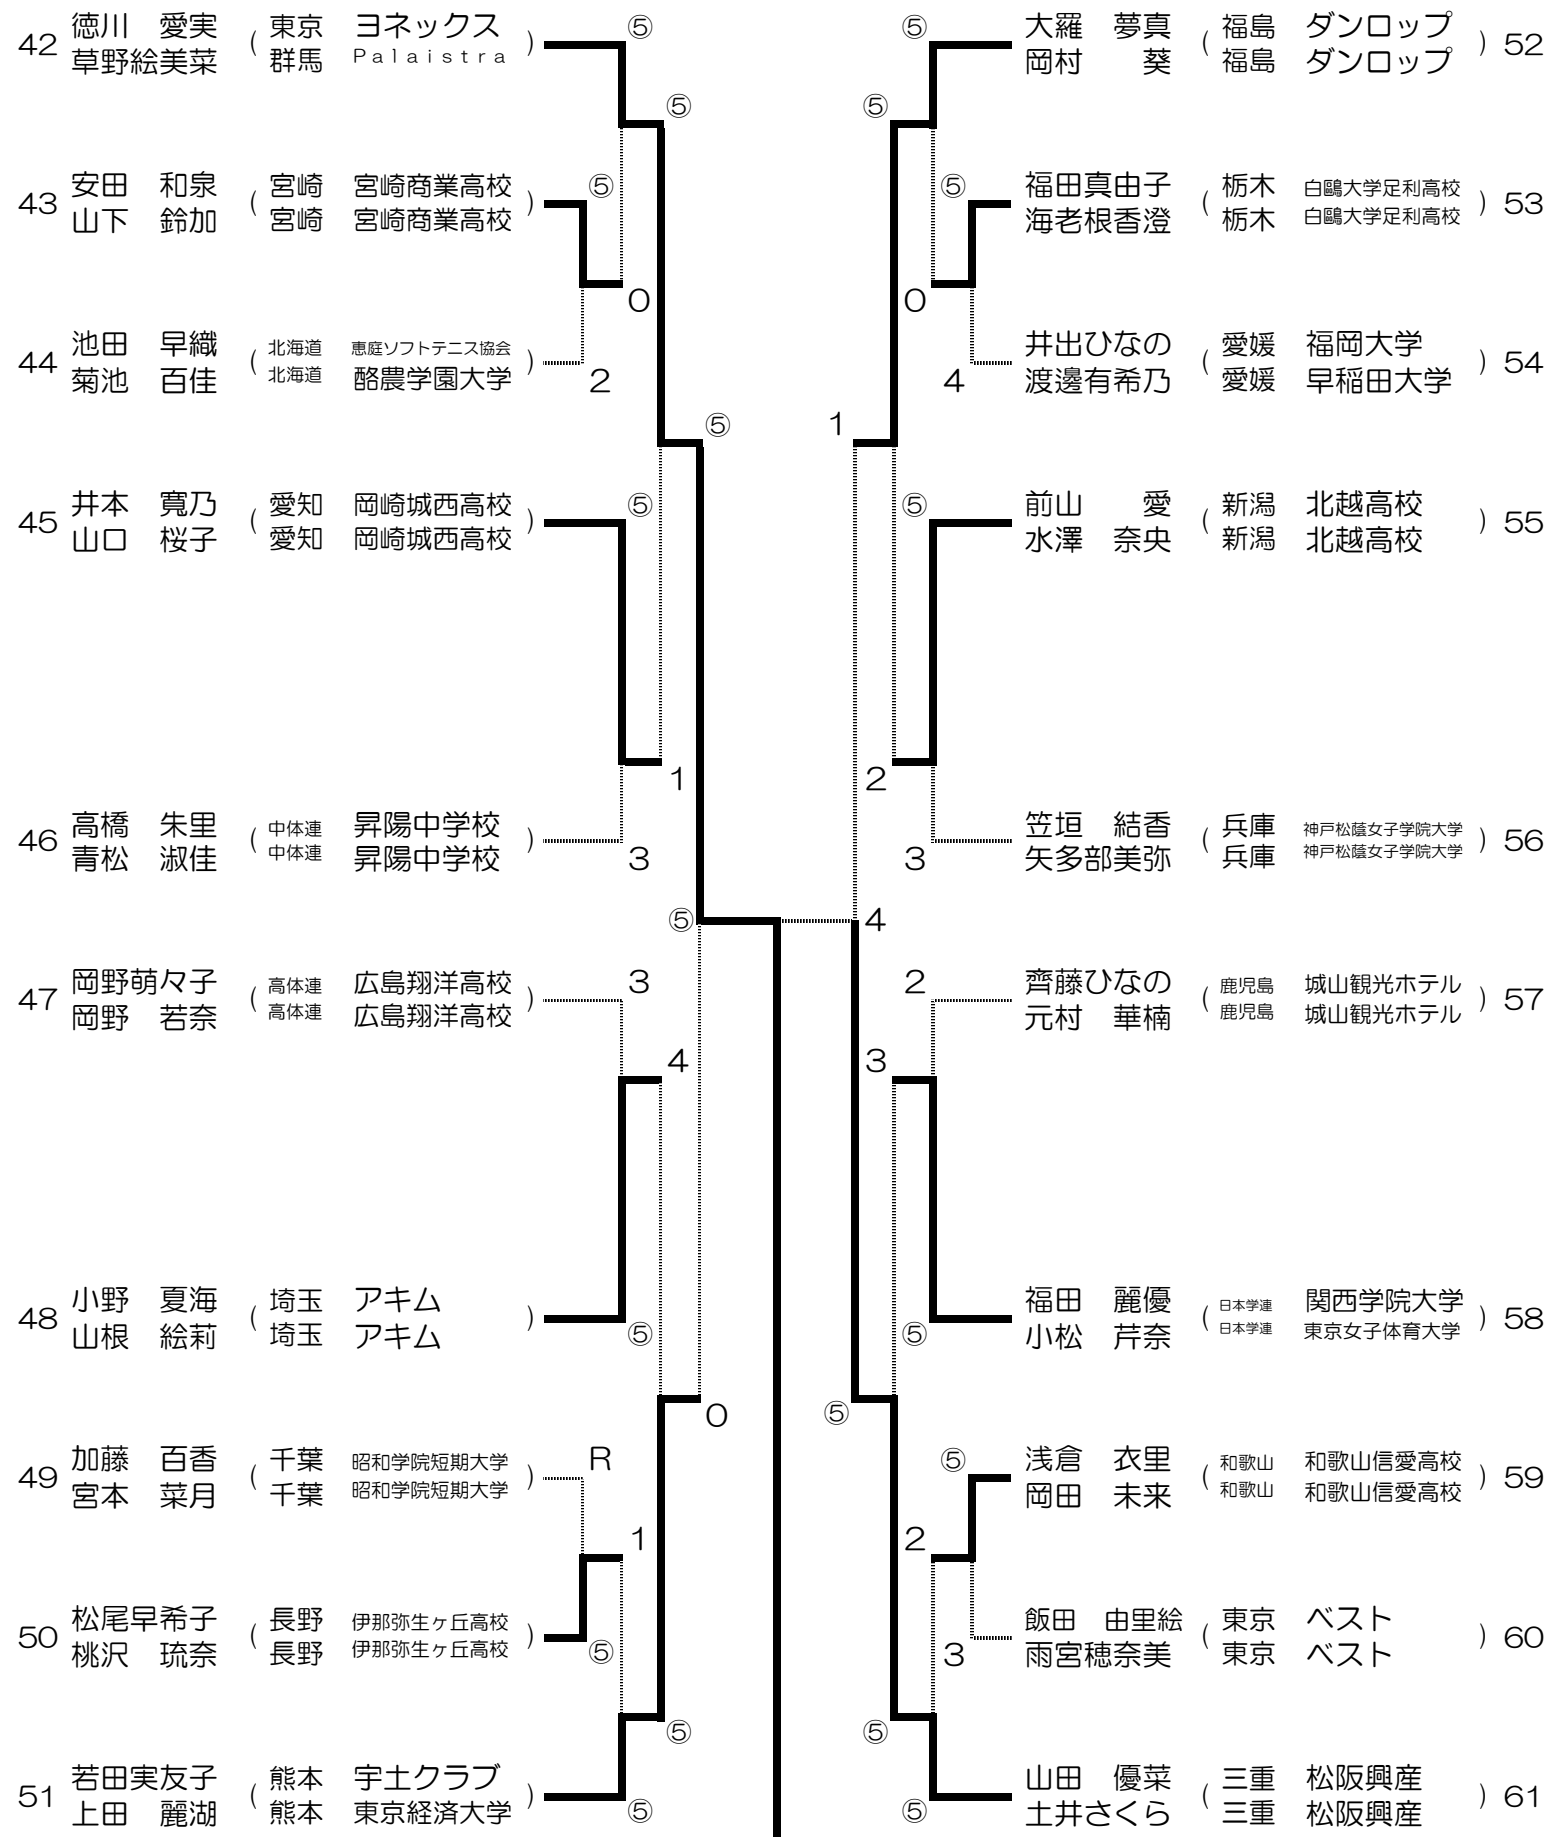 42 徳川　愛実 ( 東京 ヨネックス )
草野絵美菜 群馬 Palaistra
⑤
⑤
43 安田　和泉 ( 宮崎 宮崎商業高校 )
山下　鈴加 宮崎 宮崎商業高校
⑤
0
44 池田　早織 ( 北海道 恵庭ソフトテニス協会 )
菊池　百佳 北海道 酪農学園大学
2
⑤
45 井本　寛乃 ( 愛知 岡崎城西高校 )
山口　桜子 愛知 岡崎城西高校
⑤
1
46 高橋　朱里 ( 中体連 昇陽中学校 )
青松　淑佳 中体連 昇陽中学校
3
⑤
47 岡野萌々子 ( 高体連 広島翔洋高校 )
岡野　若奈 高体連 広島翔洋高校
3
4
48 小野　夏海 ( 埼玉 アキム )
山根　絵莉 埼玉 アキム
⑤
0
49 加藤　百香 ( 千葉 昭和学院短期大学 )
宮本　菜月 千葉 昭和学院短期大学
R
1
50 松尾早希子 ( 長野 伊那弥生ヶ丘高校 )
桃沢　琉奈 長野 伊那弥生ヶ丘高校
⑤
⑤
51 若田実友子 ( 熊本 宇土クラブ )
上田　麗湖 熊本 東京経済大学
⑤
⑤
大羅　夢真 ( 福島 ダンロップ ) 52
岡村　葵 福島 ダンロップ
⑤
⑤
福田真由子 ( 栃木 白鷗大学足利高校 ) 53
海老根香澄 栃木 白鷗大学足利高校
0
井出ひなの ( 愛媛 福岡大学 ) 54
渡邊有希乃 愛媛 早稲田大学
4
1
⑤
前山　愛 ( 新潟 北越高校 ) 55
水澤　奈央 新潟 北越高校
2
笠垣　結香 ( 兵庫 神戸松蔭女子学院大学 ) 56
矢多部美弥 兵庫 神戸松蔭女子学院大学
3
4
2
齊藤ひなの ( 鹿児島 城山観光ホテル ) 57
元村　華楠 鹿児島 城山観光ホテル
3
福田　麗優 ( 日本学連 関西学院大学 ) 58
小松　芹奈 日本学連 東京女子体育大学
⑤
⑤
⑤
浅倉　衣里 ( 和歌山 和歌山信愛高校 ) 59
岡田　未来 和歌山 和歌山信愛高校
2
飯田　由里絵 ( 東京 ベスト ) 60
雨宮穂奈美 東京 ベスト
3
⑤
山田　優菜 ( 三重 松阪興産 ) 61
土井さくら 三重 松阪興産
⑤